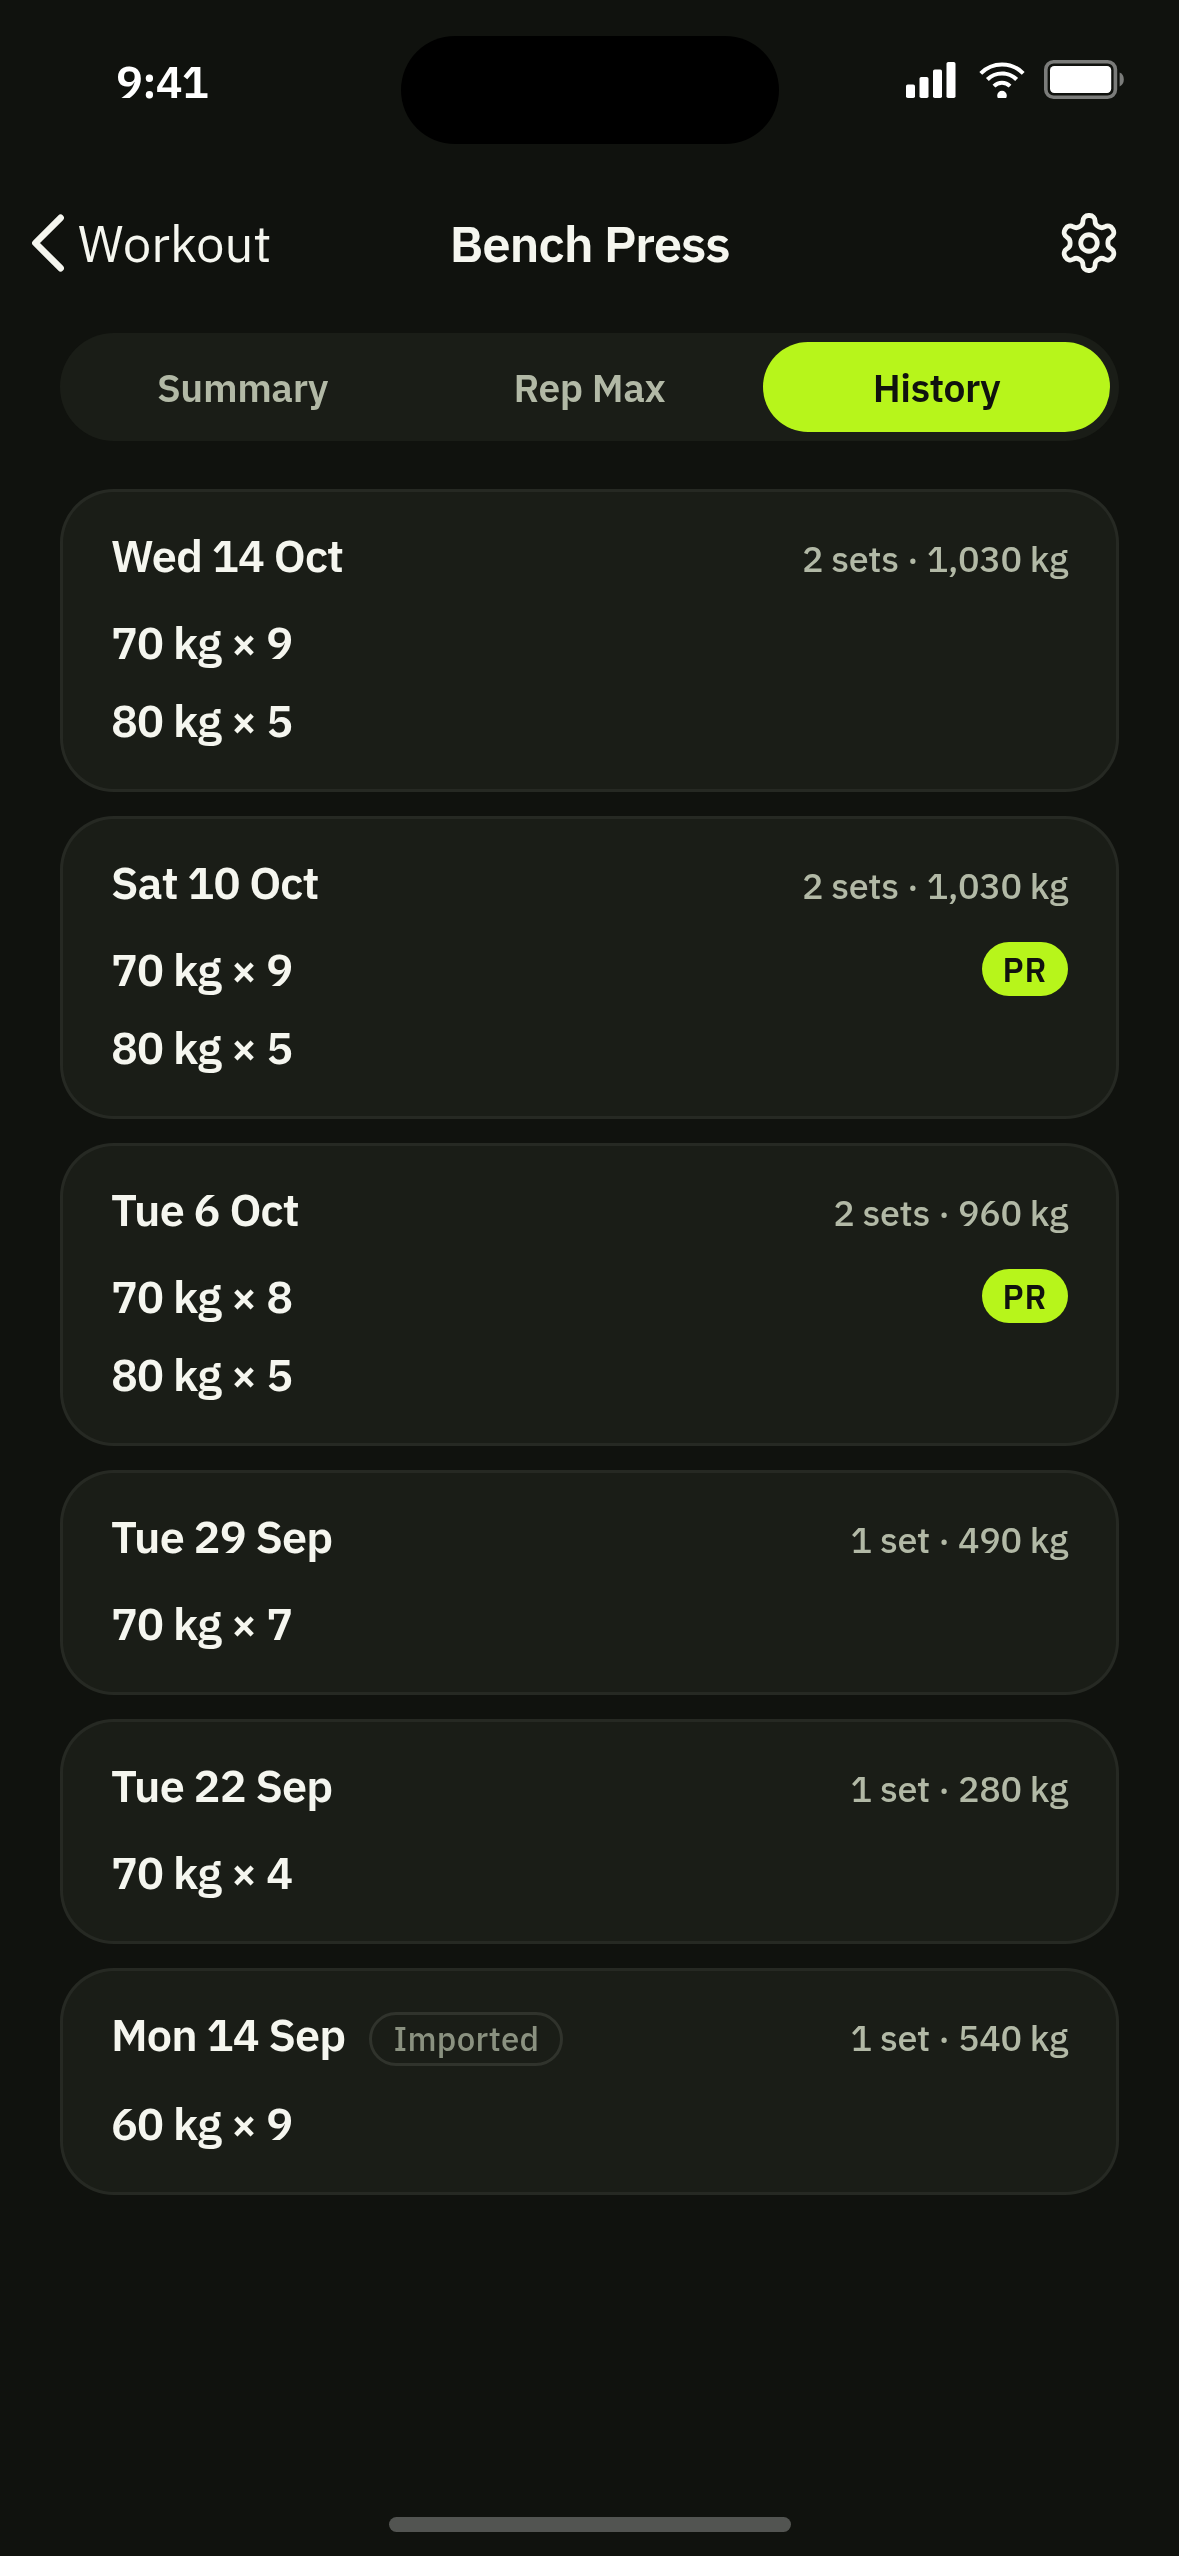 9:41
Workout
Bench Press
Summary
Rep Max
History
Wed 14 Oct
2 sets · 1,030 kg
70 kg × 9
80 kg × 5
Sat 10 Oct
2 sets · 1,030 kg
70 kg × 9
PR
80 kg × 5
Tue 6 Oct
2 sets · 960 kg
70 kg × 8
PR
80 kg × 5
Tue 29 Sep
1 set · 490 kg
70 kg × 7
Tue 22 Sep
1 set · 280 kg
70 kg × 4
Mon 14 Sep
Imported
1 set · 540 kg
60 kg × 9